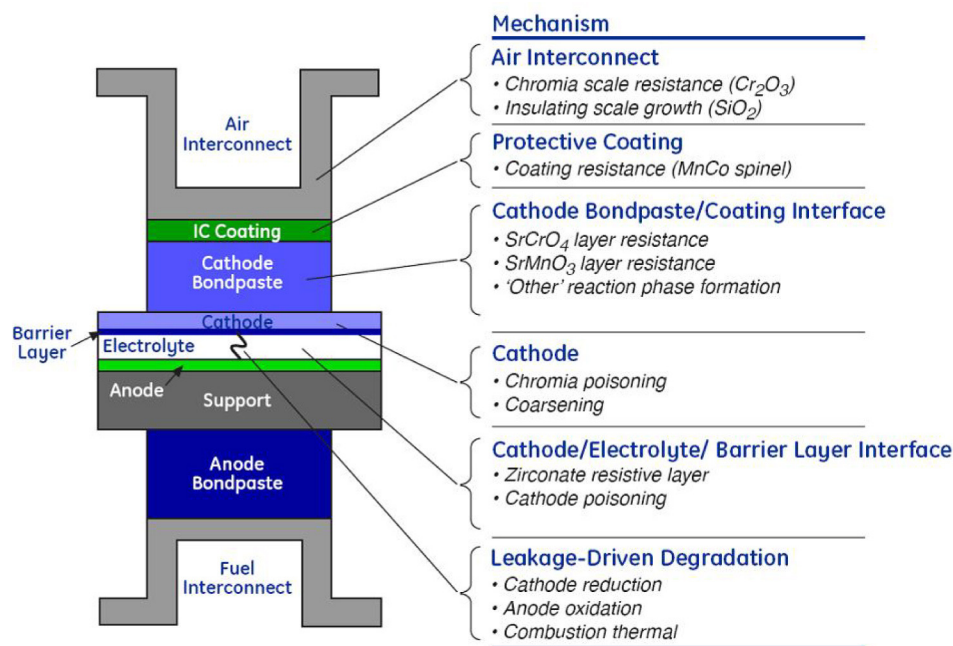 Mechanism
Air Interconnect
• Chromia scale resistance (Cr₂O₃)
• Insulating scale growth (SiO₂)
Protective Coating
• Coating resistance (MnCo spinel)
Cathode Bondpaste/Coating Interface
• SrCrO₄ layer resistance
• SrMnO₃ layer resistance
• ‘Other’ reaction phase formation
Cathode
• Chromia poisoning
• Coarsening
Cathode/Electrolyte/ Barrier Layer Interface
• Zirconate resistive layer
• Cathode poisoning
Leakage-Driven Degradation
• Cathode reduction
• Anode oxidation
• Combustion thermal
Air
Interconnect
IC Coating
Cathode
Bondpaste
Cathode
Barrier
Layer
Electrolyte
Anode
Support
Anode
Bondpaste
Fuel
Interconnect